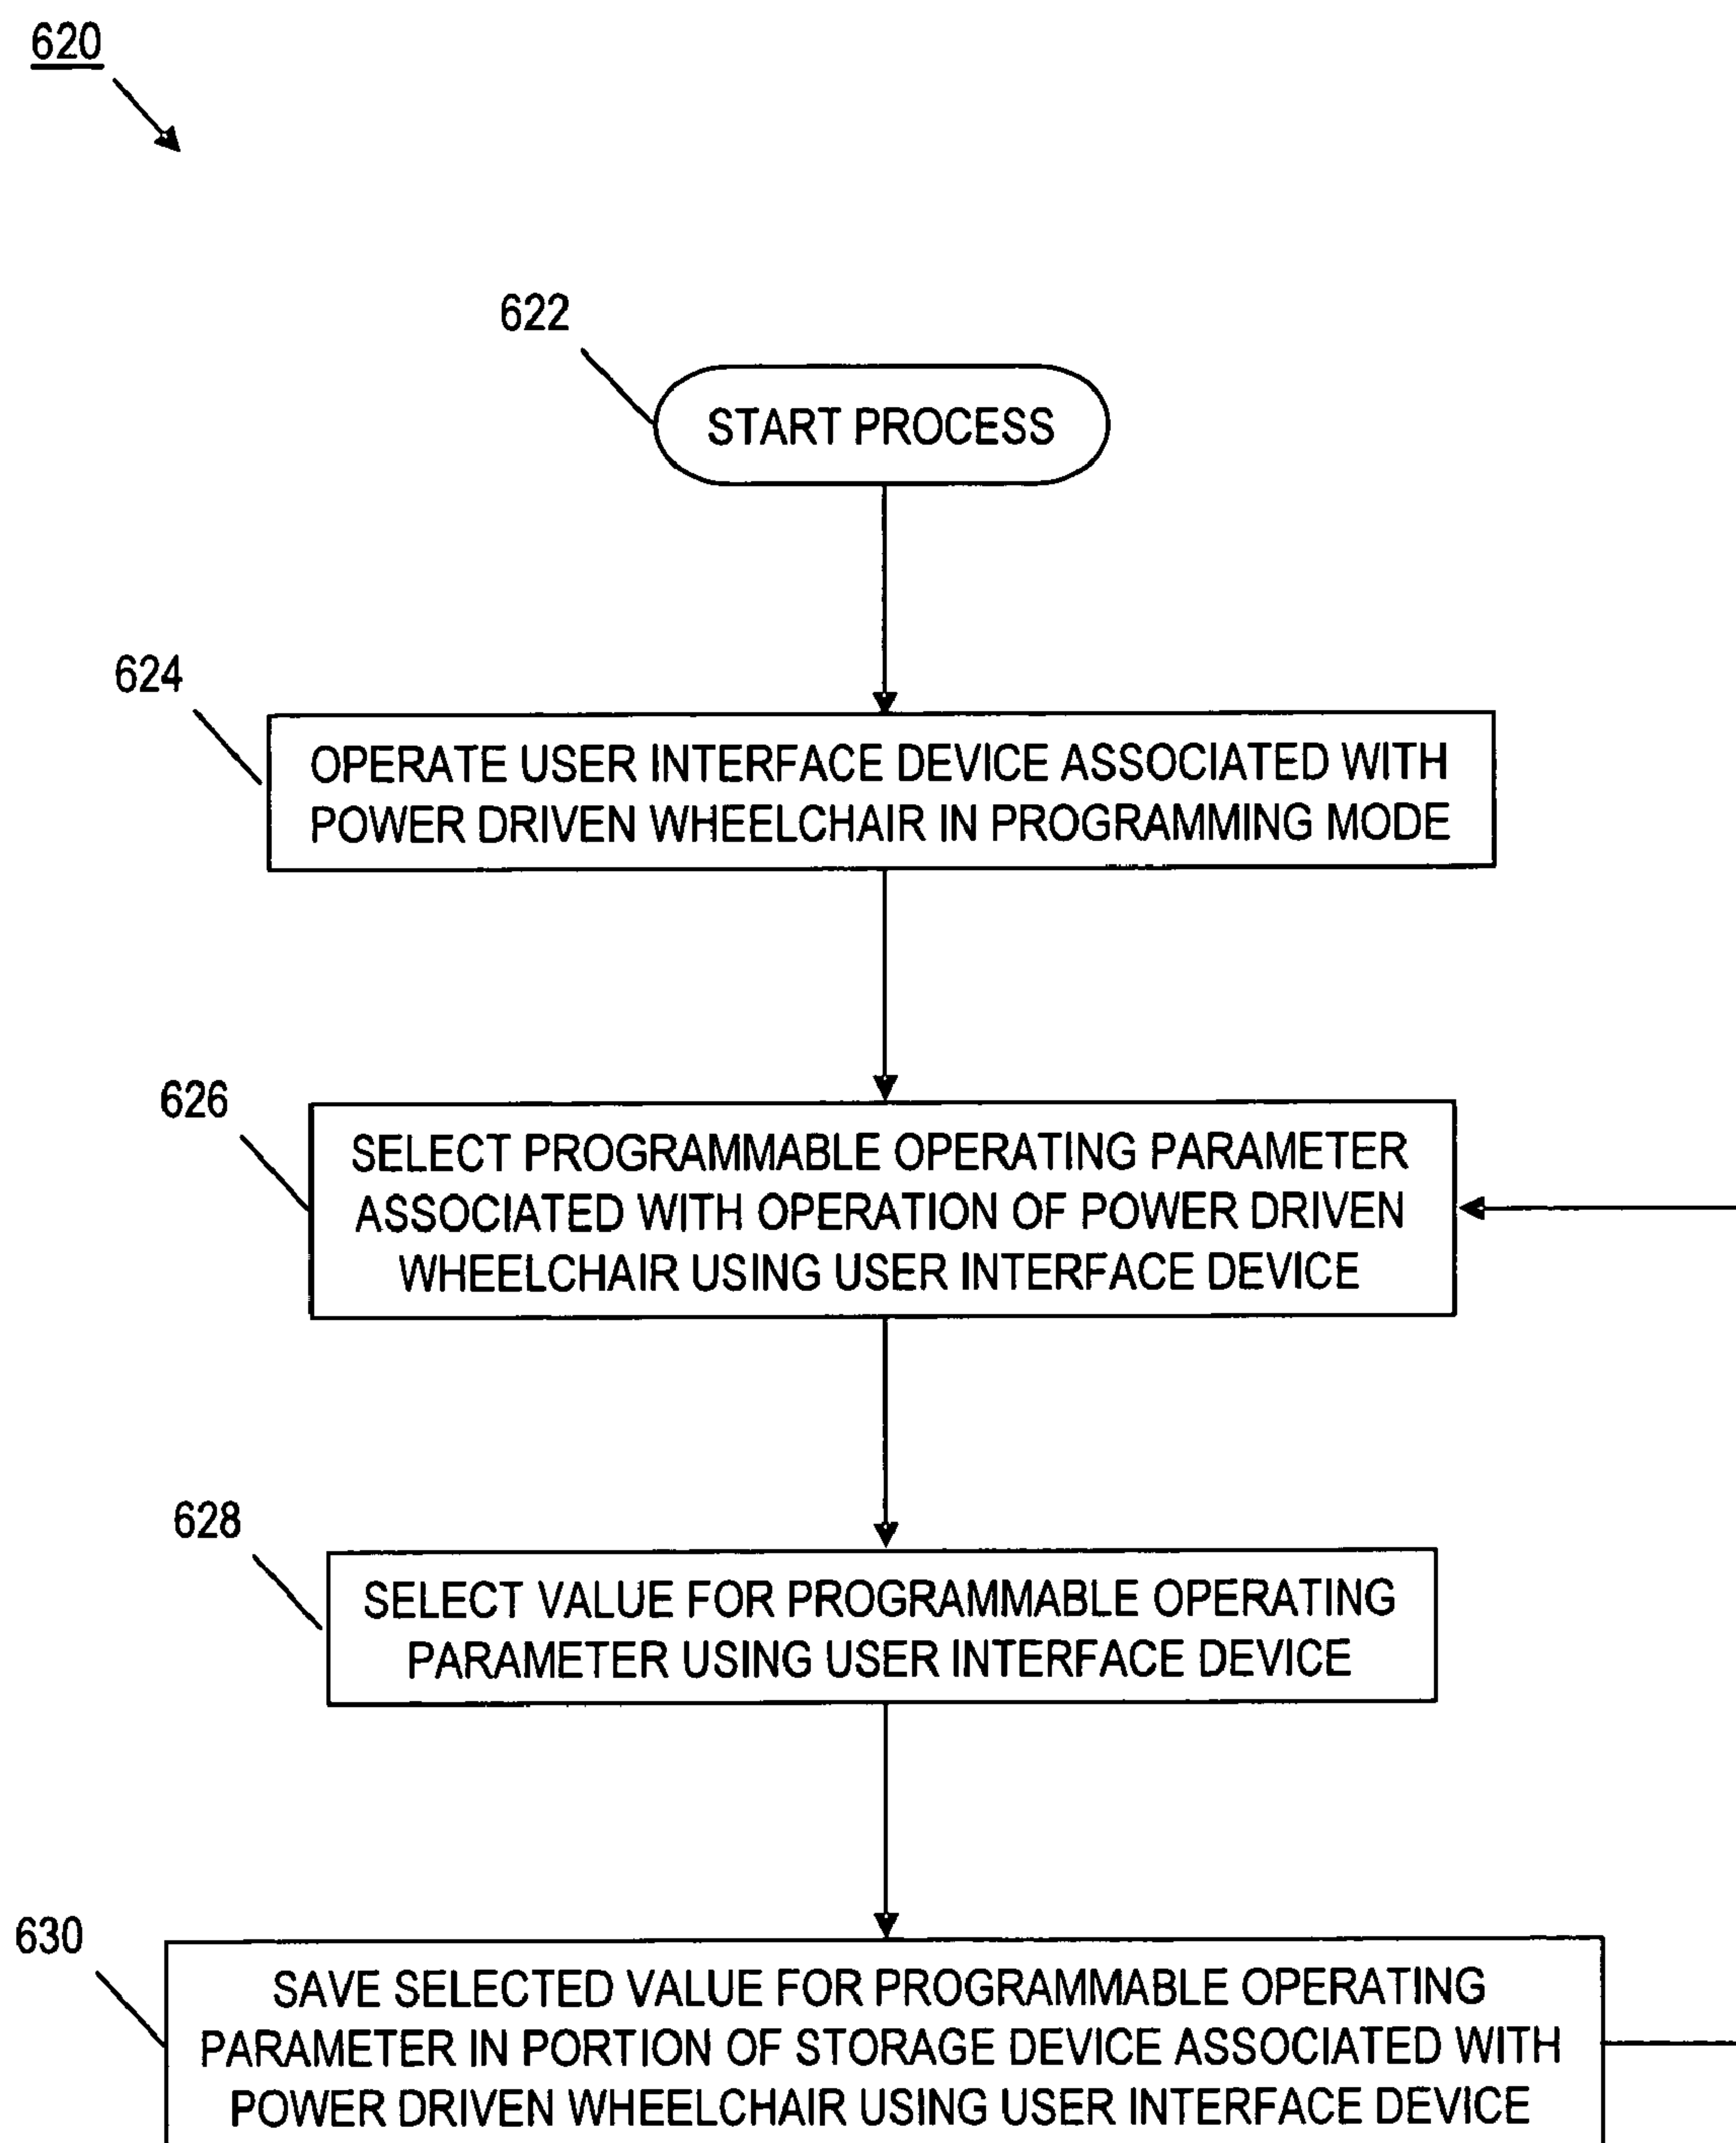 620
622
START PROCESS
624
OPERATE USER INTERFACE DEVICE ASSOCIATED WITH
POWER DRIVEN WHEELCHAIR IN PROGRAMMING MODE
626
SELECT PROGRAMMABLE OPERATING PARAMETER
ASSOCIATED WITH OPERATION OF POWER DRIVEN
WHEELCHAIR USING USER INTERFACE DEVICE
628
SELECT VALUE FOR PROGRAMMABLE OPERATING
PARAMETER USING USER INTERFACE DEVICE
630
SAVE SELECTED VALUE FOR PROGRAMMABLE OPERATING
PARAMETER IN PORTION OF STORAGE DEVICE ASSOCIATED WITH
POWER DRIVEN WHEELCHAIR USING USER INTERFACE DEVICE